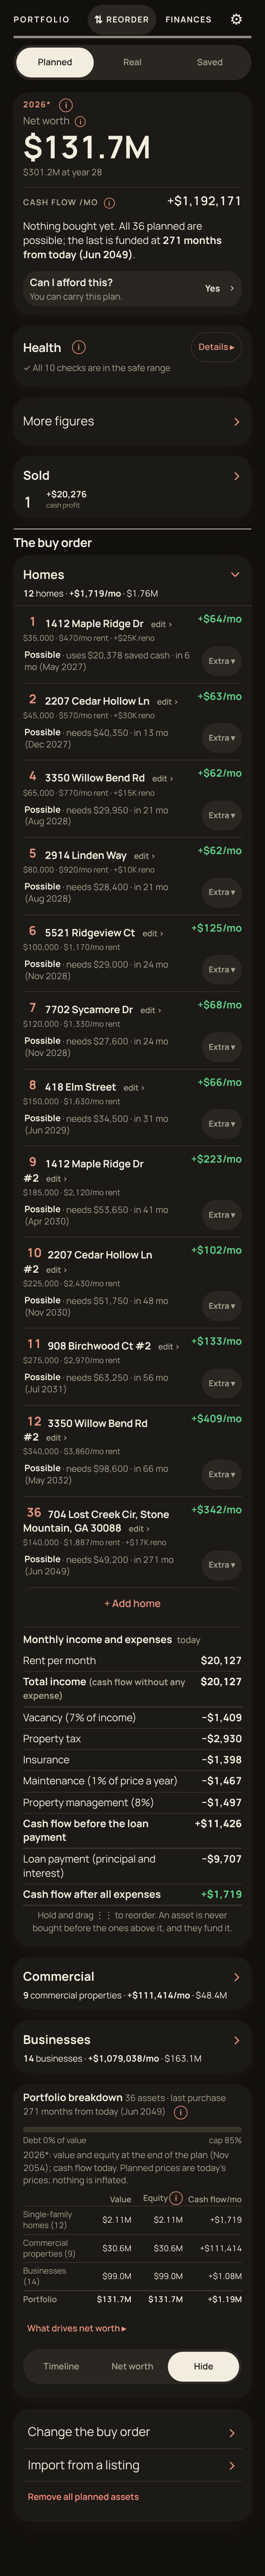 PORTFOLIO ⇅ REORDER FINANCES ⚙
Planned Real Saved
2026* i
Net worth i
$131.7M
$301.2M at year 28
CASH FLOW /MO i +$1,192,171
Nothing bought yet. All 36 planned are
possible; the last is funded at 271 months
from today (Jun 2049).
Can I afford this? Yes ›
You can carry this plan.
Health i Details ▸
✓ All 10 checks are in the safe range
More figures ›
Sold ›
1 +$20,276
cash profit
The buy order
Homes
12 homes · +$1,719/mo · $1.76M
1 1412 Maple Ridge Dr edit › +$64/mo
$35,000 · $470/mo rent · +$25K reno
Possible · uses $20,378 saved cash · in 6
mo (May 2027) Extra ▾
2 2207 Cedar Hollow Ln edit › +$63/mo
$45,000 · $570/mo rent · +$30K reno
Possible · needs $40,350 · in 13 mo
(Dec 2027) Extra ▾
4 3350 Willow Bend Rd edit › +$62/mo
$65,000 · $770/mo rent · +$15K reno
Possible · needs $29,950 · in 21 mo
(Aug 2028) Extra ▾
5 2914 Linden Way edit › +$62/mo
$80,000 · $920/mo rent · +$10K reno
Possible · needs $28,400 · in 21 mo
(Aug 2028) Extra ▾
6 5521 Ridgeview Ct edit › +$125/mo
$100,000 · $1,170/mo rent
Possible · needs $29,000 · in 24 mo
(Nov 2028) Extra ▾
7 7702 Sycamore Dr edit › +$68/mo
$120,000 · $1,330/mo rent
Possible · needs $27,600 · in 24 mo
(Nov 2028) Extra ▾
8 418 Elm Street edit › +$66/mo
$150,000 · $1,630/mo rent
Possible · needs $34,500 · in 31 mo
(Jun 2029) Extra ▾
9 1412 Maple Ridge Dr +$223/mo
#2 edit ›
$185,000 · $2,120/mo rent
Possible · needs $53,650 · in 41 mo
(Apr 2030) Extra ▾
10 2207 Cedar Hollow Ln +$102/mo
#2 edit ›
$225,000 · $2,430/mo rent
Possible · needs $51,750 · in 48 mo
(Nov 2030) Extra ▾
11 908 Birchwood Ct #2 edit › +$133/mo
$275,000 · $2,970/mo rent
Possible · needs $63,250 · in 56 mo
(Jul 2031) Extra ▾
12 3350 Willow Bend Rd +$409/mo
#2 edit ›
$340,000 · $3,860/mo rent
Possible · needs $98,600 · in 66 mo
(May 2032) Extra ▾
36 704 Lost Creek Cir, Stone +$342/mo
Mountain, GA 30088 edit ›
$140,000 · $1,887/mo rent · +$17K reno
Possible · needs $49,200 · in 271 mo
(Jun 2049) Extra ▾
+ Add home
Monthly income and expenses today
Rent per month $20,127
Total income (cash flow without any $20,127
expense)
Vacancy (7% of income) −$1,409
Property tax −$2,930
Insurance −$1,398
Maintenance (1% of price a year) −$1,467
Property management (8%) −$1,497
Cash flow before the loan +$11,426
payment
Loan payment (principal and −$9,707
interest)
Cash flow after all expenses +$1,719
Hold and drag ⋮⋮ to reorder. An asset is never
bought before the ones above it, and they fund it.
Commercial ›
9 commercial properties · +$111,414/mo · $48.4M
Businesses ›
14 businesses · +$1,079,038/mo · $163.1M
Portfolio breakdown 36 assets · last purchase
271 months from today (Jun 2049) i
Debt 0% of value cap 85%
2026*: value and equity at the end of the plan (Nov
2054); cash flow today. Planned prices are today's
prices; nothing is inflated.
Value Equity i Cash flow/mo
Single-family
homes (12) $2.11M $2.11M +$1,719
Commercial
properties (9) $30.6M $30.6M +$111,414
Businesses
(14) $99.0M $99.0M +$1.08M
Portfolio $131.7M $131.7M +$1.19M
What drives net worth ▸
Timeline Net worth Hide
Change the buy order ›
Import from a listing ›
Remove all planned assets